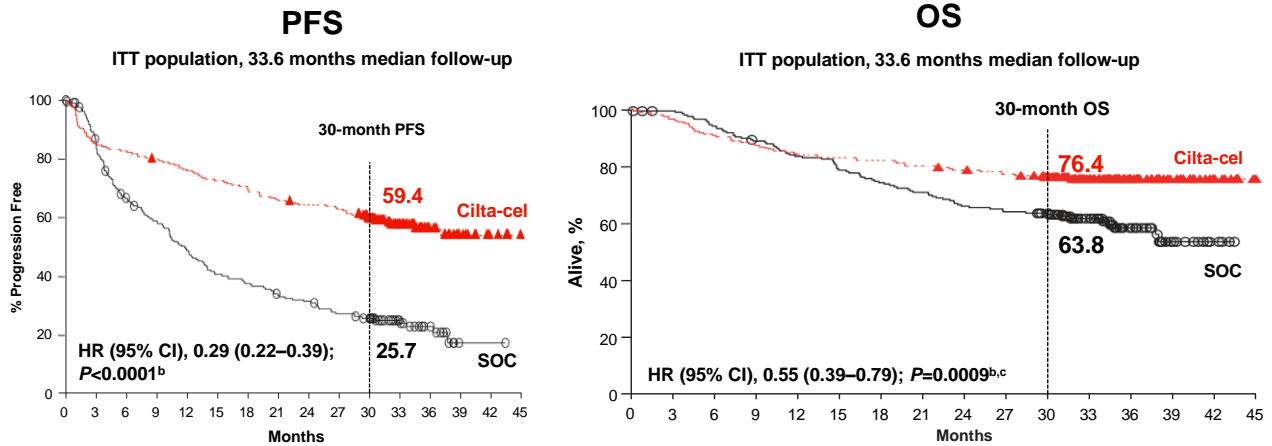 PFS
ITT population, 33.6 months median follow-up
% Progression Free
100
80
60
40
20
0
30-month PFS
59.4
Cilta-cel
25.7
SOC
HR (95% CI), 0.29 (0.22–0.39);
P<0.0001ᵇ
0 3 6 9 12 15 18 21 24 27 30 33 36 39 42 45
Months
OS
ITT population, 33.6 months median follow-up
Alive, %
100
80
60
40
20
0
30-month OS
76.4
Cilta-cel
63.8
SOC
HR (95% CI), 0.55 (0.39–0.79); P=0.0009ᵇ,ᶜ
0 3 6 9 12 15 18 21 24 27 30 33 36 39 42 45
Months